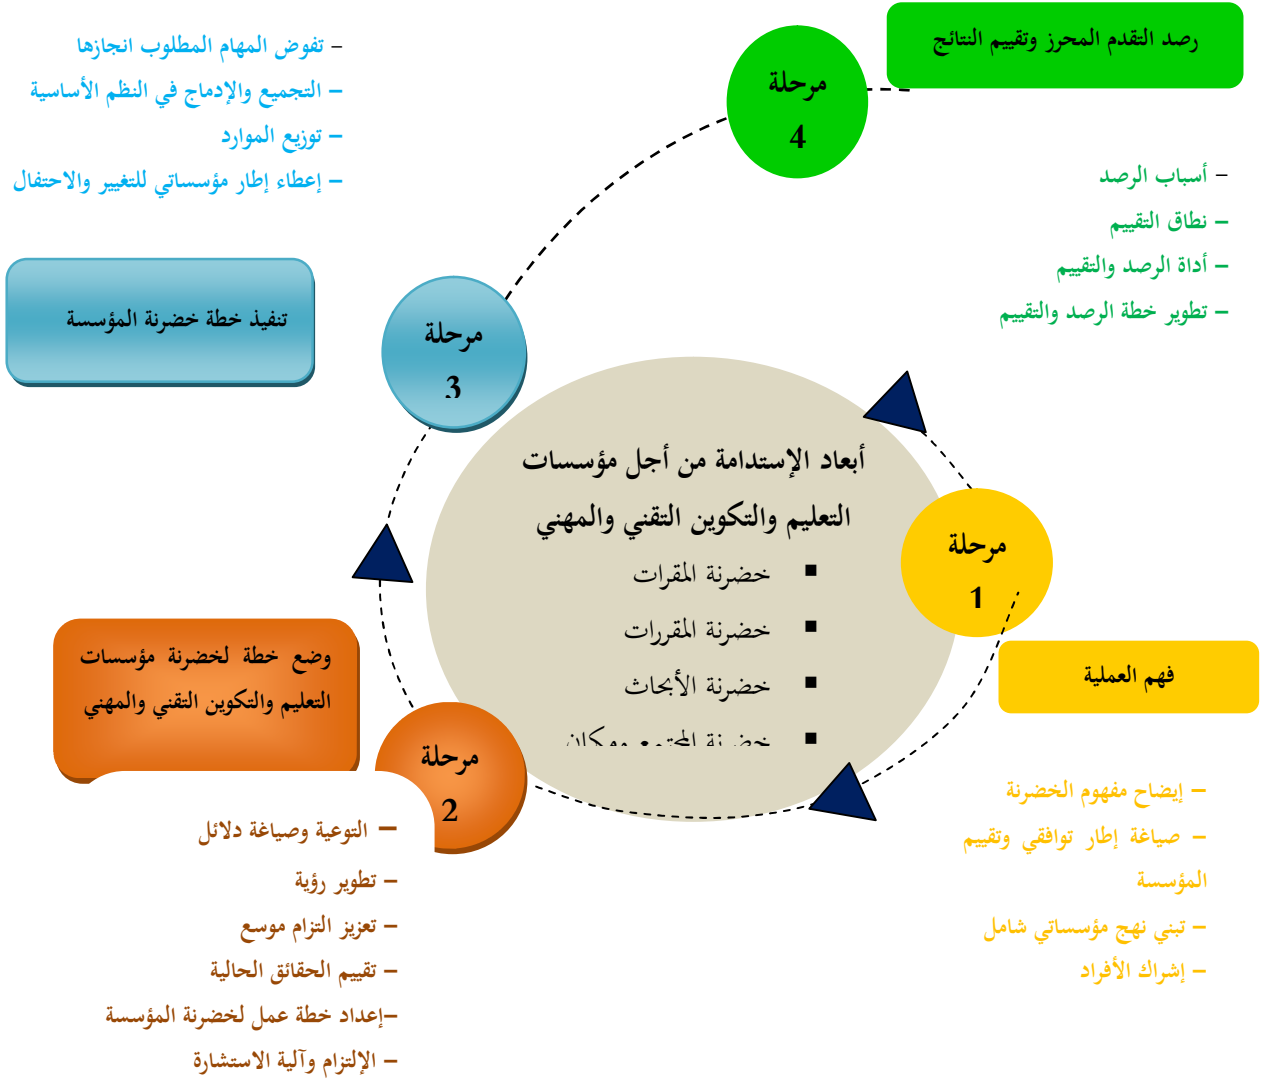 رصد التقدم المحرز وتقييم النتائج
مرحلة
4
– أسباب الرصد
– نطاق التقييم
– أداة الرصد والتقييم
– تطوير خطة الرصد والتقييم
– تفوض المهام المطلوب انجازها
– التجميع والإدماج في النظم الأساسية
– توزيع الموارد
– إعطاء إطار مؤسساتي للتغيير والاحتفال
تنفيذ خطة خضرنة المؤسسة
مرحلة
3
أبعاد الإستدامة من أجل مؤسسات
التعليم والتكوين التقني والمهني
▪ خضرنة المقرات
▪ خضرنة المقررات
▪ خضرنة الأبحاث
▪ خضرنة المجتمع ومكان
مرحلة
1
فهم العملية
– إيضاح مفهوم الخضرنة
– صياغة إطار توافقي وتقييم
المؤسسة
– تبني نهج مؤسساتي شامل
– إشراك الأفراد
وضع خطة لخضرنة مؤسسات
التعليم والتكوين التقني والمهني
مرحلة
2
– التوعية وصياغة دلائل
– تطوير رؤية
– تعزيز التزام موسع
– تقييم الحقائق الحالية
–إعداد خطة عمل لخضرنة المؤسسة
– الإلتزام وآلية الاستشارة